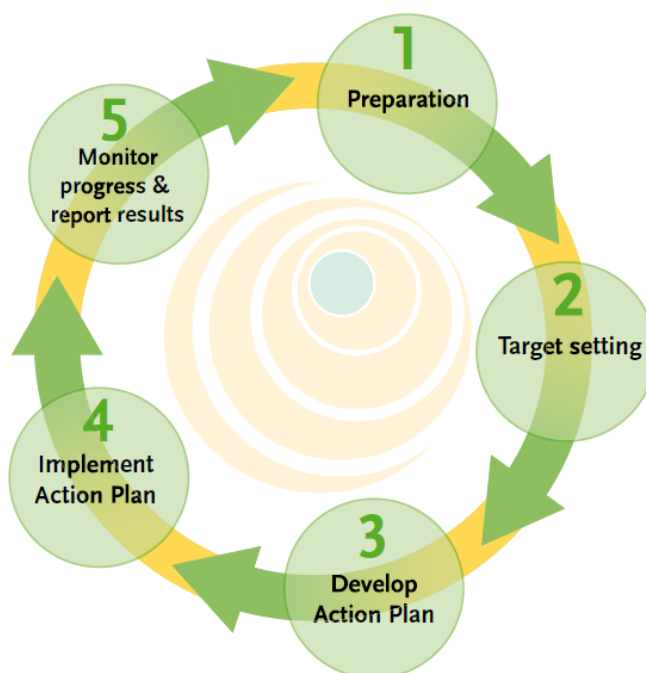 1
Preparation
2
Target setting
3
Develop
Action Plan
4
Implement
Action Plan
5
Monitor
progress &
report results